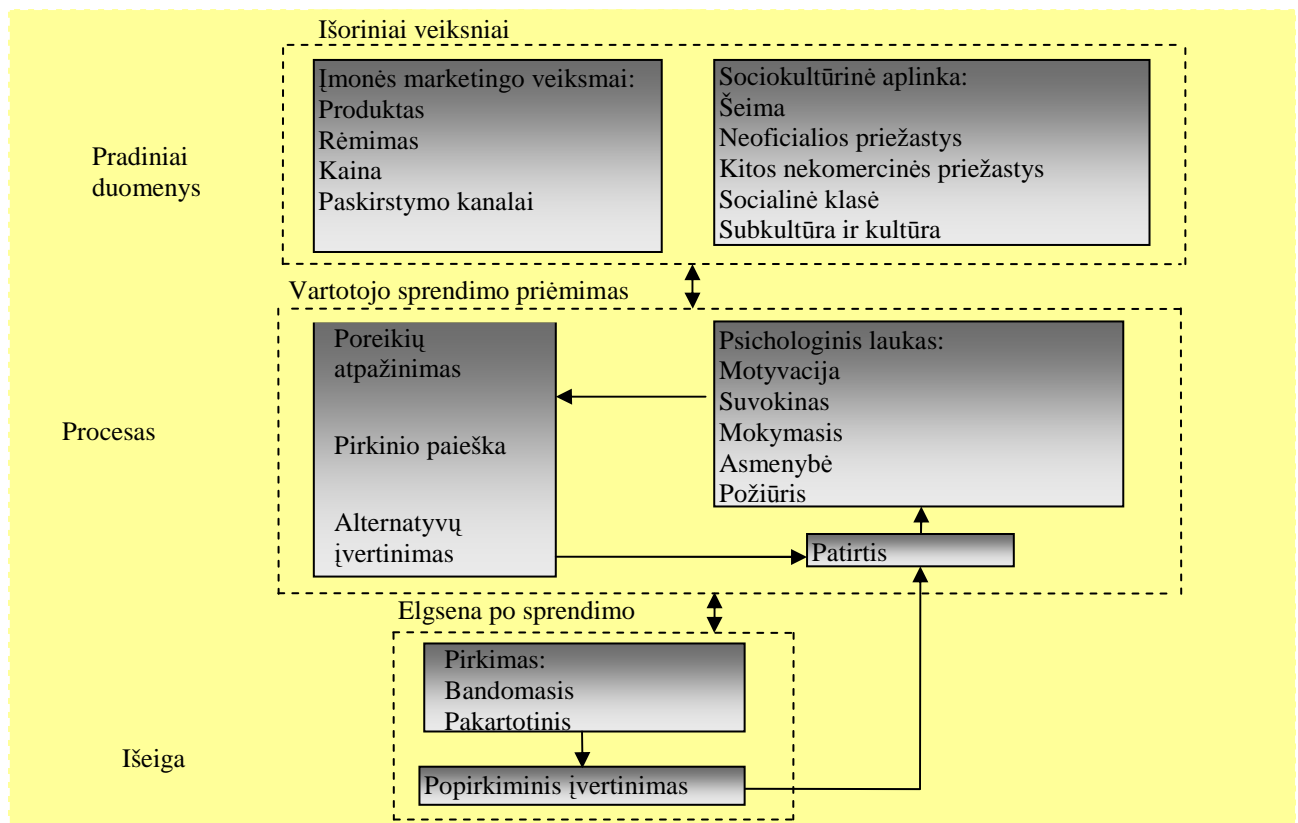 Išoriniai veiksniai
Pradiniai
duomenys
Įmonės marketingo veiksmai:
Produktas
Rėmimas
Kaina
Paskirstymo kanalai
Sociokultūrinė aplinka:
Šeima
Neoficialios priežastys
Kitos nekomercinės priežastys
Socialinė klasė
Subkultūra ir kultūra
Vartotojo sprendimo priėmimas
Procesas
Poreikių
atpažinimas
Pirkinio paieška
Alternatyvų
įvertinimas
Psichologinis laukas:
Motyvacija
Suvokinas
Mokymasis
Asmenybė
Požiūris
Patirtis
Elgsena po sprendimo
Išeiga
Pirkimas:
Bandomasis
Pakartotinis
Popirkiminis įvertinimas